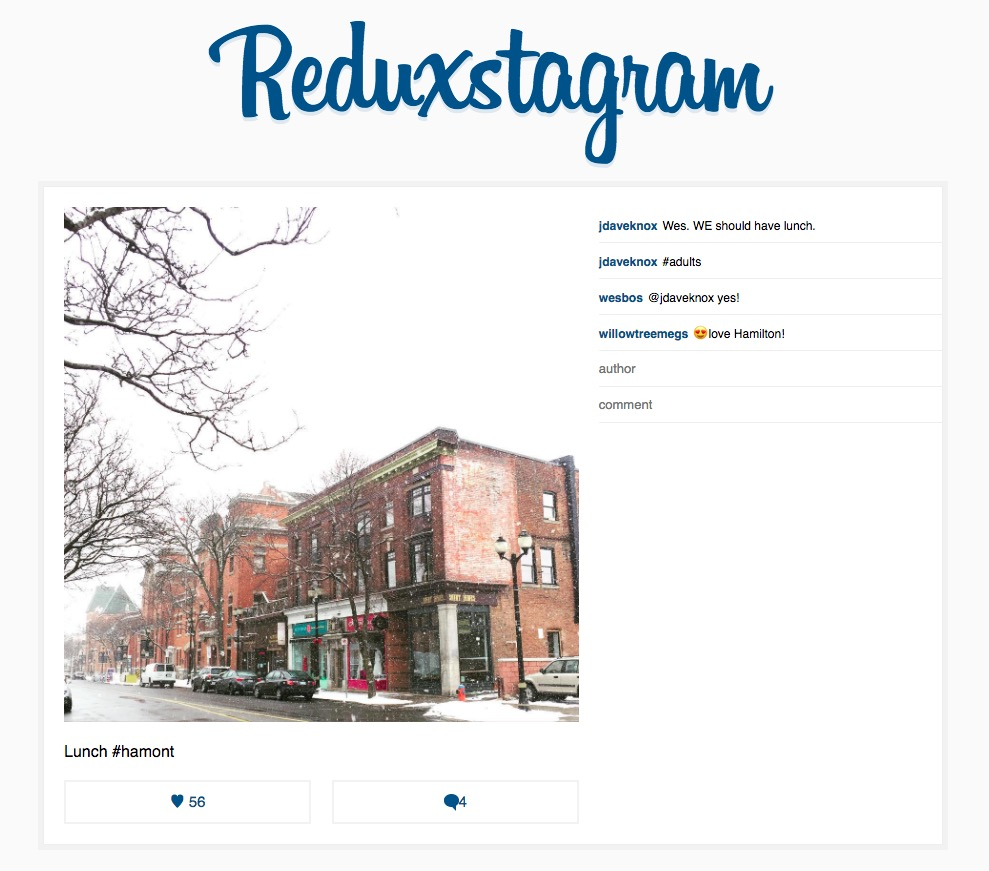 Reduxstagram
jdaveknox Wes. WE should have lunch.
jdaveknox #adults
wesbos @jdaveknox yes!
willowtreemegs 😍love Hamilton!
author
comment
Lunch #hamont
♥ 56
4